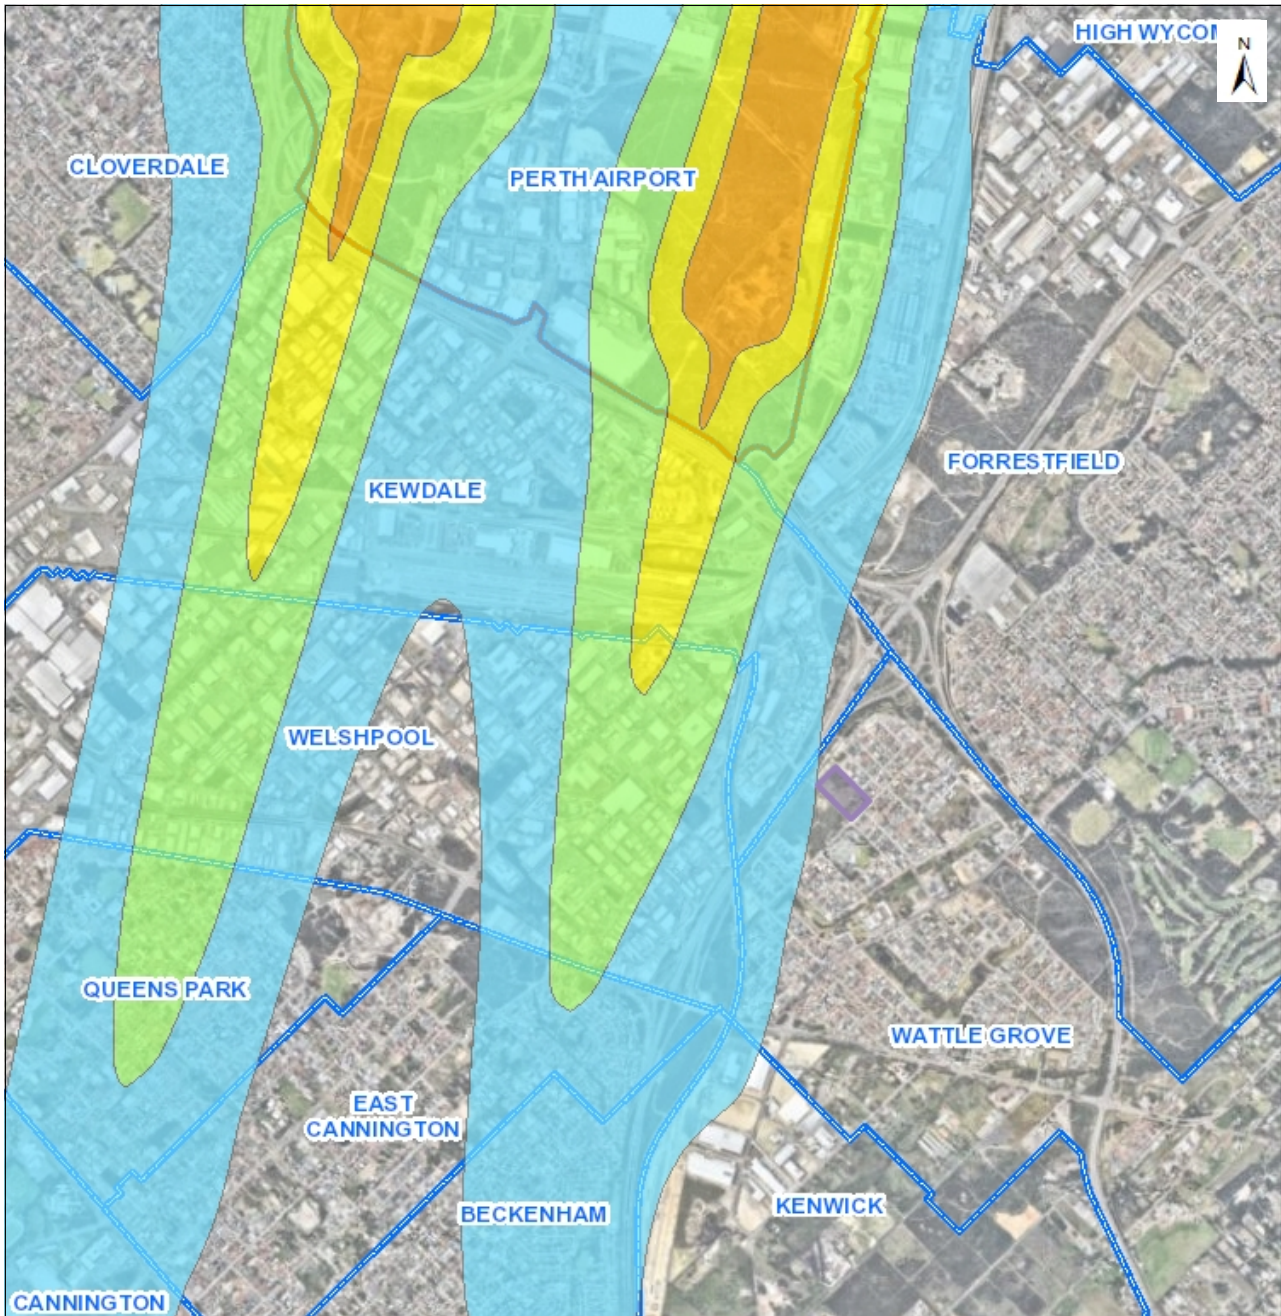 HIGH WYCOM
N
CLOVERDALE
PERTH AIRPORT
FORRESTFIELD
KEWDALE
WELSHPOOL
QUEENS PARK
WATTLE GROVE
EAST
CANNINGTON
KENWICK
BECKENHAM
CANNINGTON